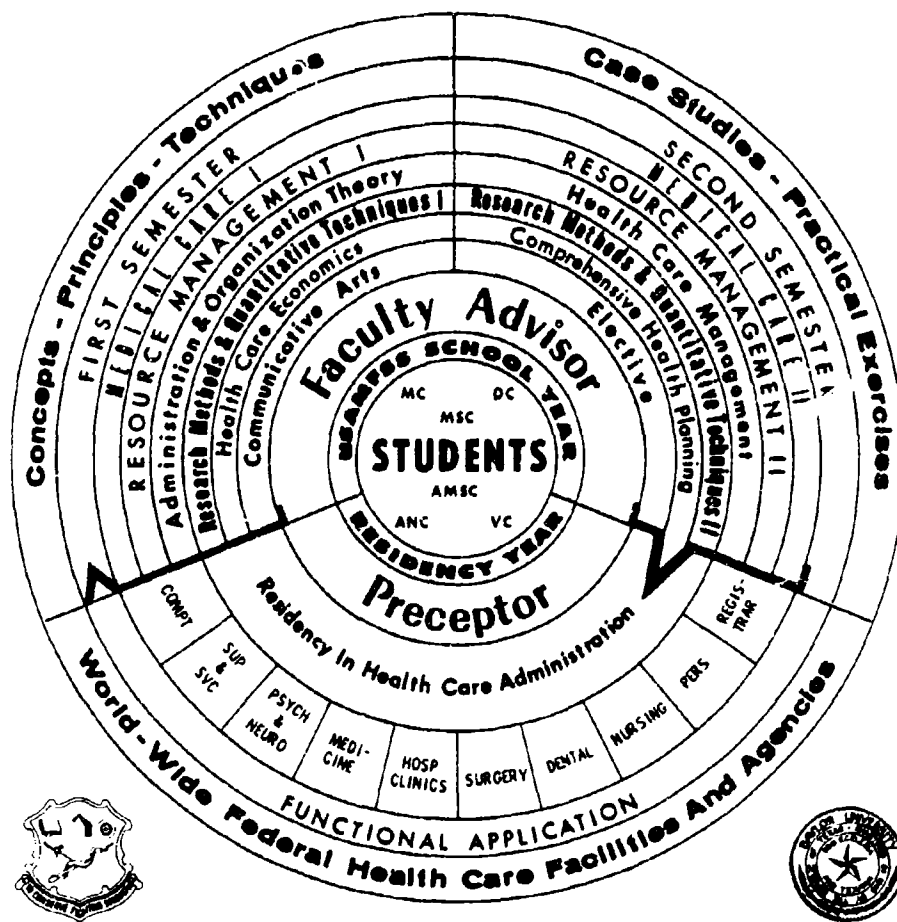 Concepts - Principles - Techniques
FIRST SEMESTER
MEDICAL CARE I
RESOURCE MANAGEMENT I
Administration & Organization Theory
Research Methods & Quantitative Techniques I
Health Care Economics
Communicative Arts
Case Studies - Practical Exercises
SECOND SEMESTER
MEDICAL CARE II
RESOURCE MANAGEMENT II
Health Care Management
Research Methods & Quantitative Techniques II
Comprehensive Health Planning
Elective
Faculty Advisor
USAMFSS SCHOOL YEAR
MC DC
MSC
STUDENTS
AMSC
ANC VC
RESIDENCY YEAR
Preceptor
Residency In Health Care Administration
COMPT
SUP
&
SVC
PSYCH
&
NEURO
MEDI-
CINE
HOSP
CLINICS
SURGERY
DENTAL
NURSING
PERS
REGIS-
TRAR
FUNCTIONAL APPLICATION
World - Wide Federal Health Care Facilities And Agencies
UNIVERSITY